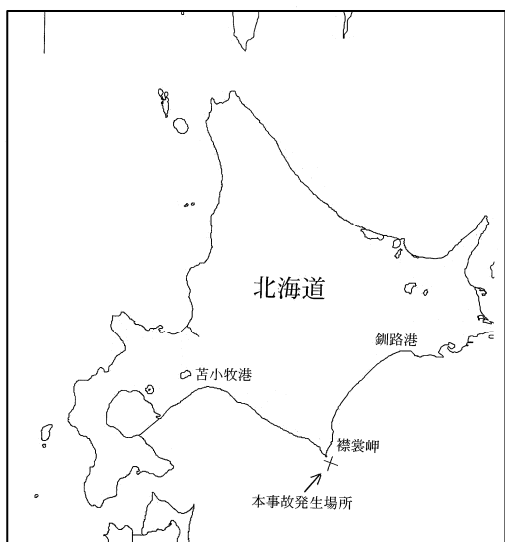 北海道
釧路港
苫小牧港
襟裳岬
本事故発生場所